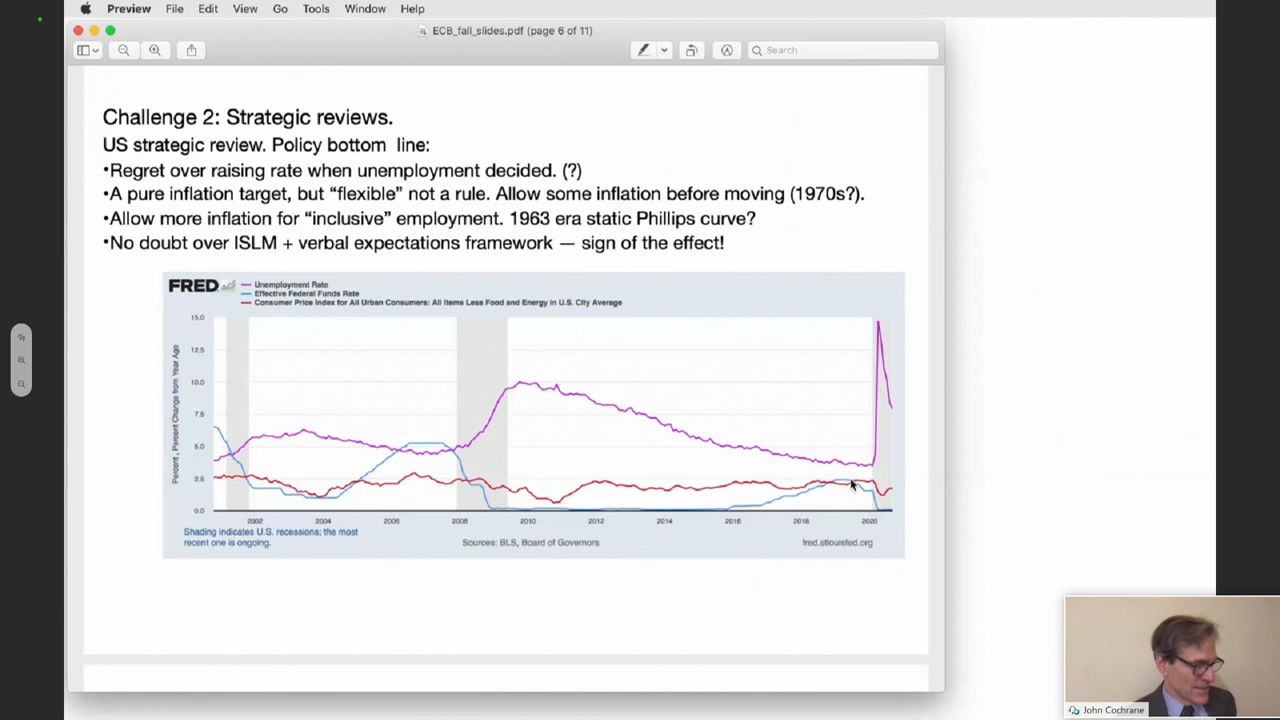 Preview File Edit View Go Tools Window Help
ECB_fall_slides.pdf (page 6 of 11)
Search
Challenge 2: Strategic reviews.
US strategic review. Policy bottom line:
•Regret over raising rate when unemployment decided. (?)
•A pure inflation target, but “flexible” not a rule. Allow some inflation before moving (1970s?).
•Allow more inflation for “inclusive” employment. 1963 era static Phillips curve?
•No doubt over ISLM + verbal expectations framework — sign of the effect!
FRED
Unemployment Rate
Effective Federal Funds Rate
Consumer Price Index for All Urban Consumers: All Items Less Food and Energy in U.S. City Average
Percent , Percent Change from Year Ago
15.0
12.5
10.0
7.5
5.0
2.5
0.0
2002 2004 2006 2008 2010 2012 2014 2016 2018 2020
Shading indicates U.S. recessions; the most
recent one is ongoing.
Sources: BLS, Board of Governors
fred.stlouisfed.org
John Cochrane